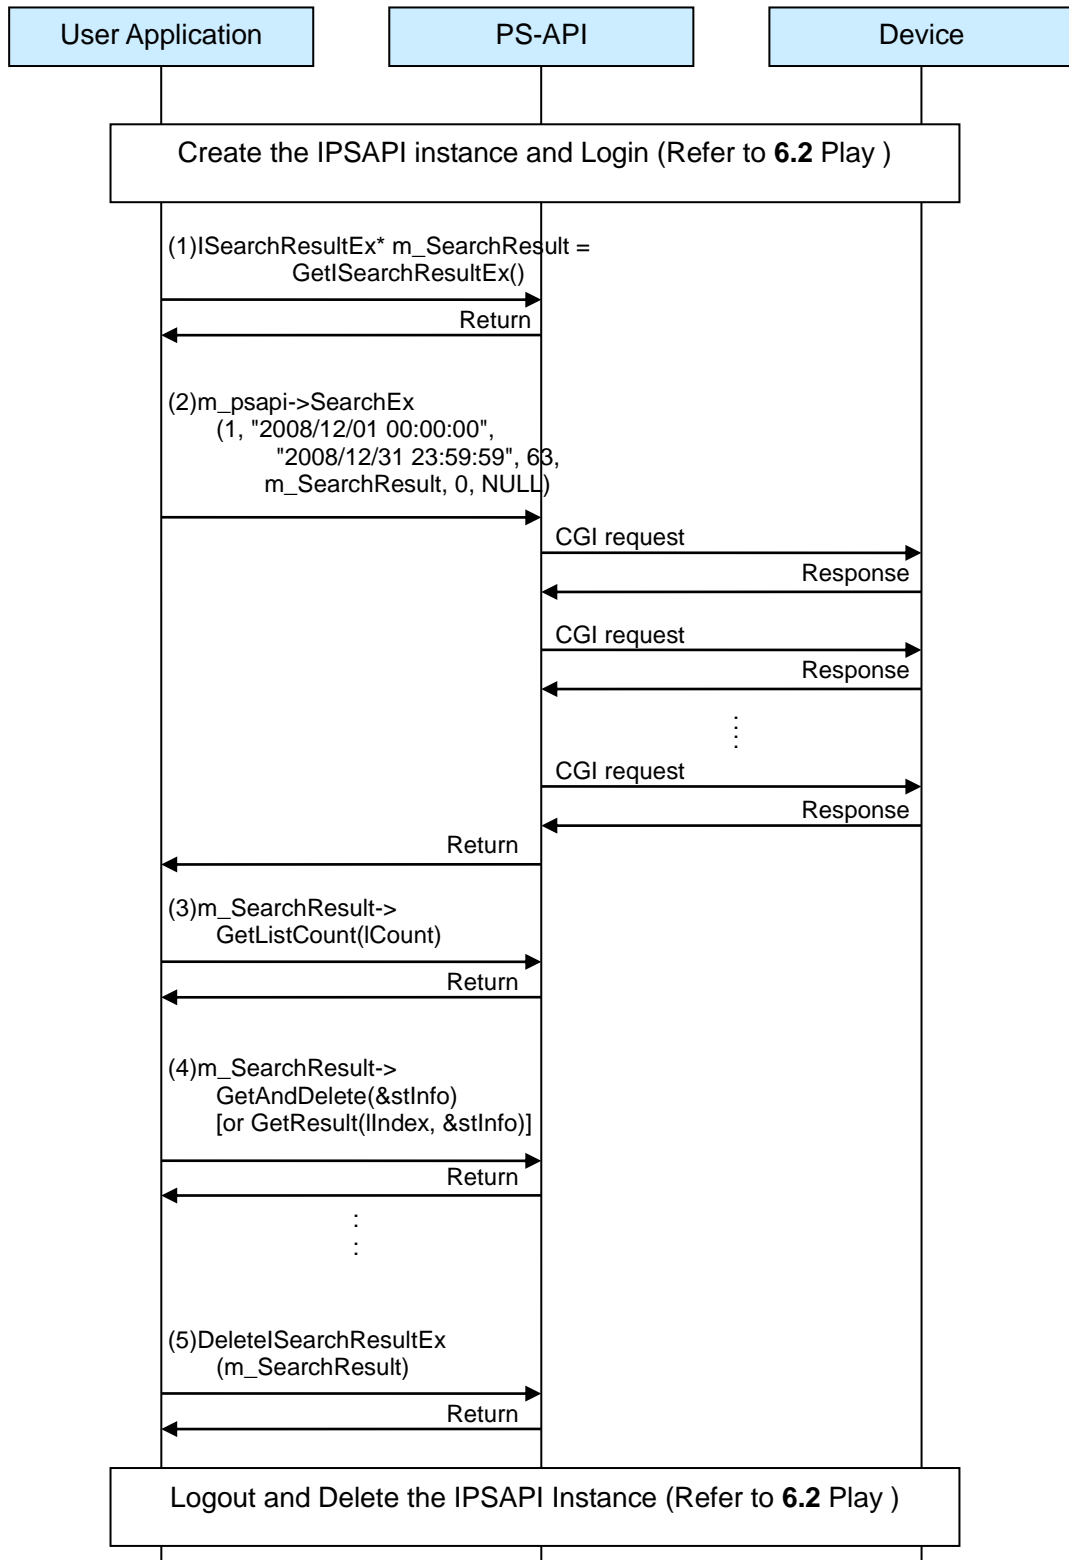 User Application
PS-API
Device
Create the IPSAPI instance and Login (Refer to 6.2 Play )
(1)ISearchResultEx* m_SearchResult =
GetISearchResultEx()
Return
(2)m_psapi->SearchEx
(1, "2008/12/01 00:00:00",
"2008/12/31 23:59:59", 63,
m_SearchResult, 0, NULL)
CGI request
Response
CGI request
Response
CGI request
Response
Return
(3)m_SearchResult->
GetListCount(lCount)
Return
(4)m_SearchResult->
GetAndDelete(&stInfo)
[or GetResult(lIndex, &stInfo)]
Return
(5)DeleteISearchResultEx
(m_SearchResult)
Return
Logout and Delete the IPSAPI Instance (Refer to 6.2 Play )